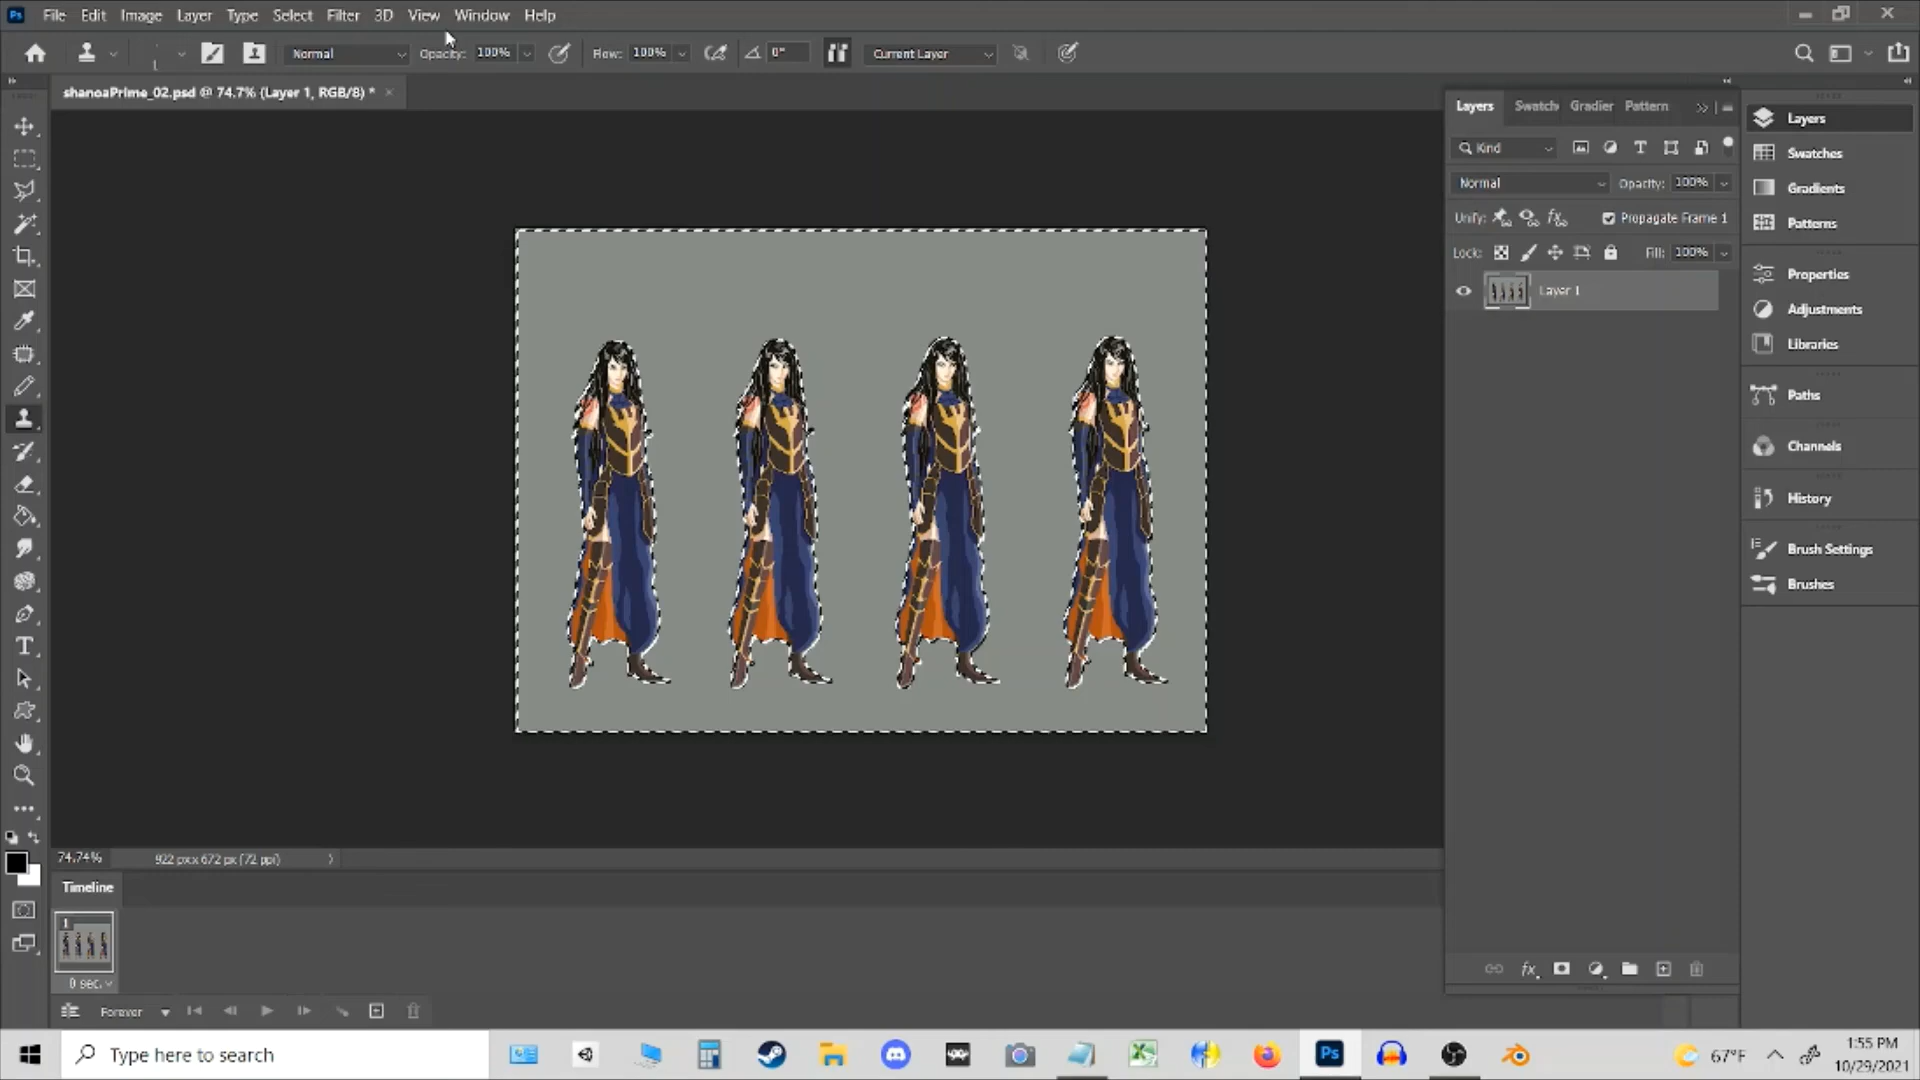 Ps File Edit Image Layer Type Select Filter 3D View Window Help
Normal Opacity: 100% Flow: 100% 0° Current Layer
shanoaPrime_02.psd @ 74.7% (Layer 1, RGB/8) * ×
Layers Swatch Gradier Pattern
Kind
Normal Opacity: 100%
Unify: Propagate Frame 1
Lock: Fill: 100%
Layer 1
Layers
Swatches
Gradients
Patterns
Properties
Adjustments
Libraries
Paths
Channels
History
Brush Settings
Brushes
74.74% 922 px x 672 px (72 ppi)
Timeline
1
0 sec.
Forever
Type here to search
Ps
67°F
1:55 PM
10/29/2021